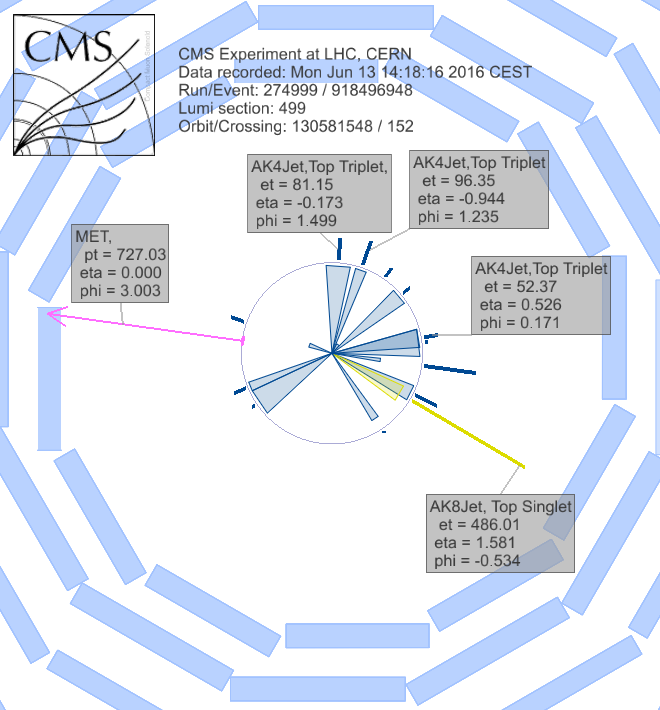 CMS
CMS Experiment at LHC, CERN
Data recorded: Mon Jun 13 14:18:16 2016 CEST
Run/Event: 274999 / 918496948
Lumi section: 499
Orbit/Crossing: 130581548 / 152
AK4Jet,Top Triplet,
et = 81.15
eta = -0.173
phi = 1.499
AK4Jet,Top Triplet
et = 96.35
eta = -0.944
phi = 1.235
MET,
pt = 727.03
eta = 0.000
phi = 3.003
AK4Jet,Top Triplet
et = 52.37
eta = 0.526
phi = 0.171
AK8Jet, Top Singlet
et = 486.01
eta = 1.581
phi = -0.534